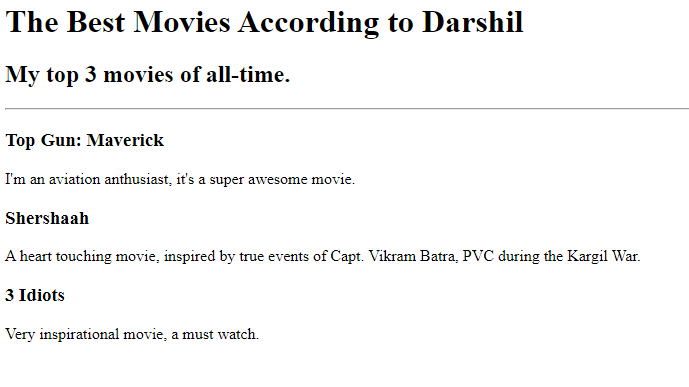 The Best Movies According to Darshil
My top 3 movies of all-time.
Top Gun: Maverick
I'm an aviation anthusiast, it's a super awesome movie.
Shershaah
A heart touching movie, inspired by true events of Capt. Vikram Batra, PVC during the Kargil War.
3 Idiots
Very inspirational movie, a must watch.